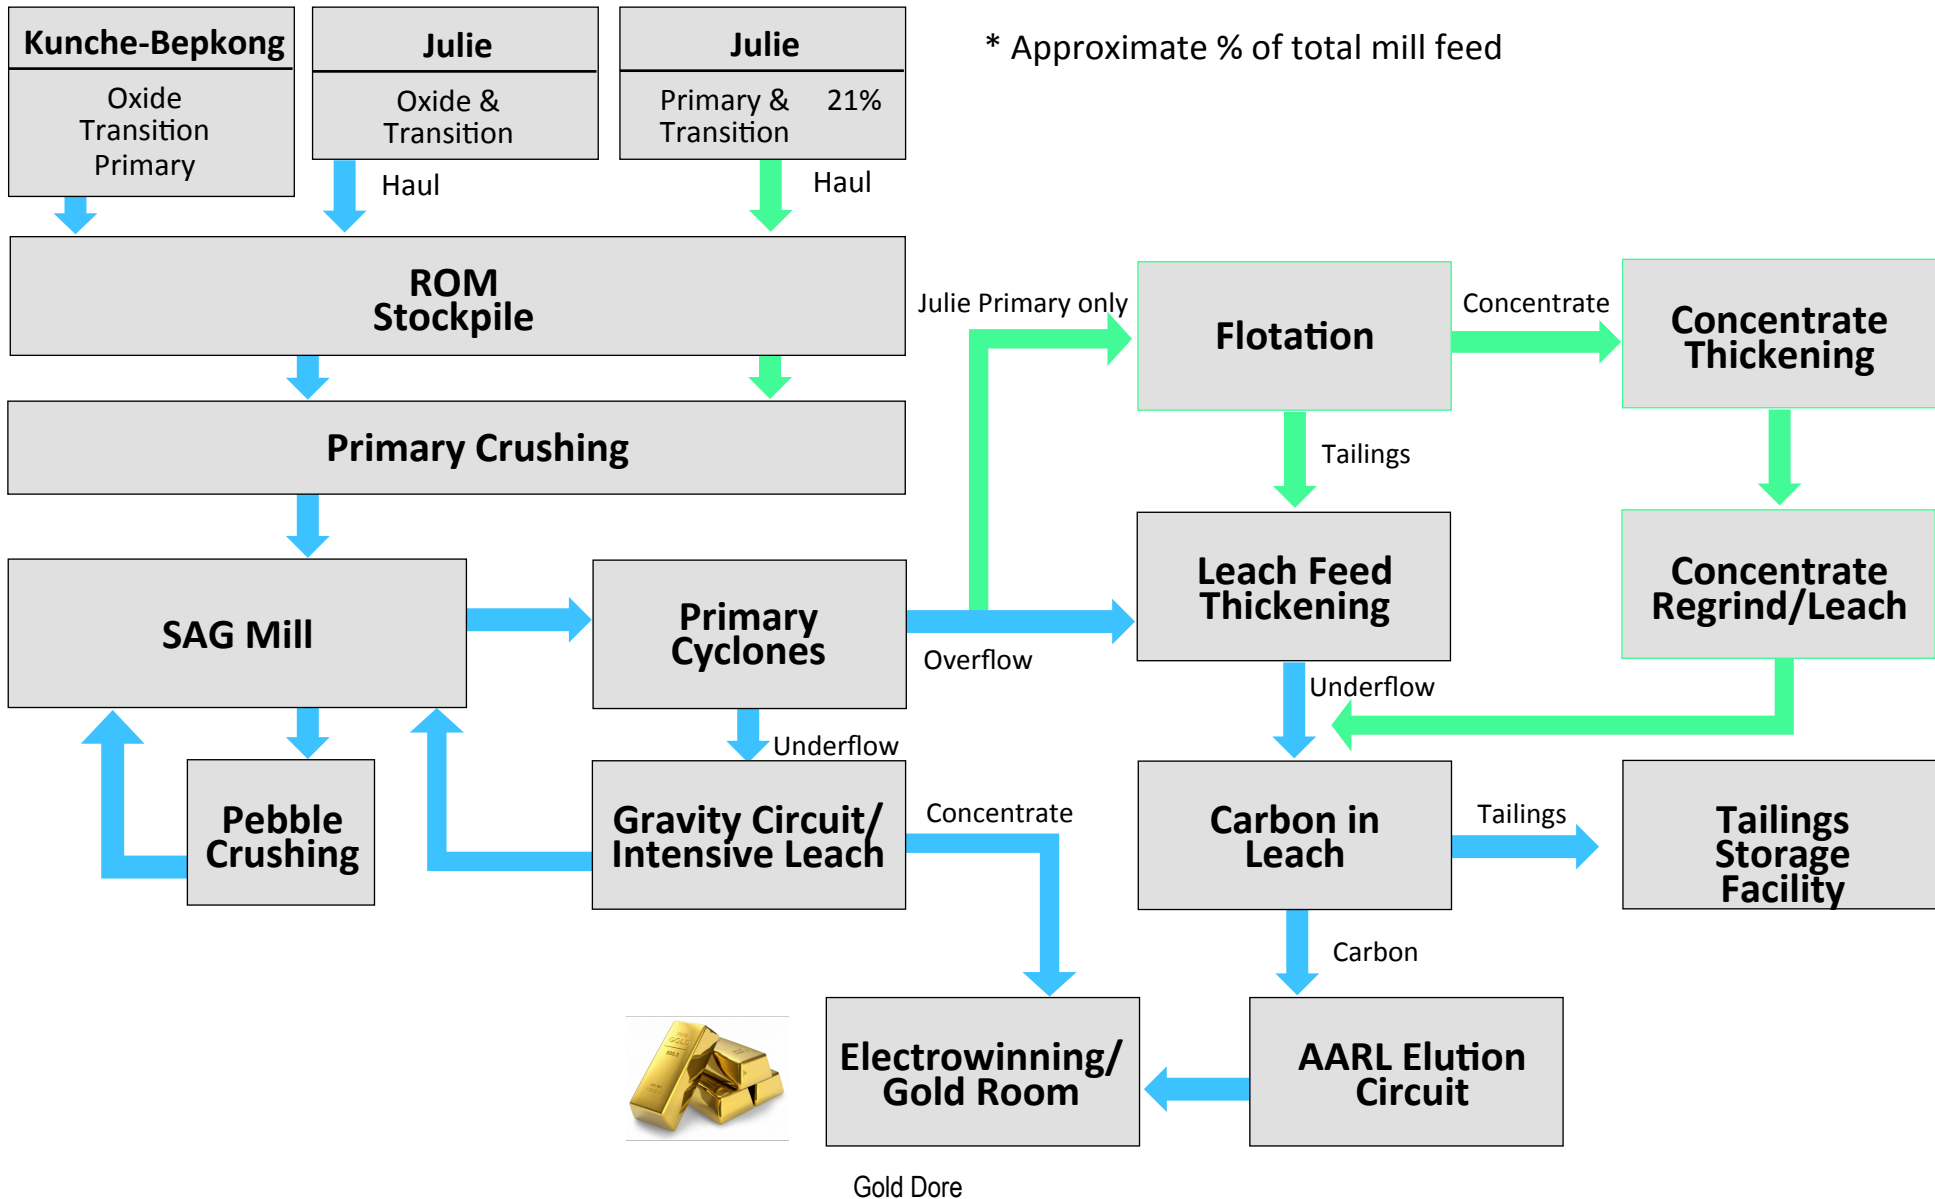 Kunche-Bepkong
Oxide
Transition
Primary
Julie
Oxide &
Transition
Julie
Primary & 21%
Transition
* Approximate % of total mill feed
Haul
Haul
ROM
Stockpile
Primary Crushing
SAG Mill
Primary
Cyclones
Overflow
Underflow
Pebble
Crushing
Gravity Circuit/
Intensive Leach
Concentrate
Julie Primary only
Flotation
Concentrate
Concentrate
Thickening
Tailings
Leach Feed
Thickening
Concentrate
Regrind/Leach
Underflow
Carbon in
Leach
Tailings
Tailings
Storage
Facility
Carbon
Electrowinning/
Gold Room
AARL Elution
Circuit
GOLD
Gold Dore